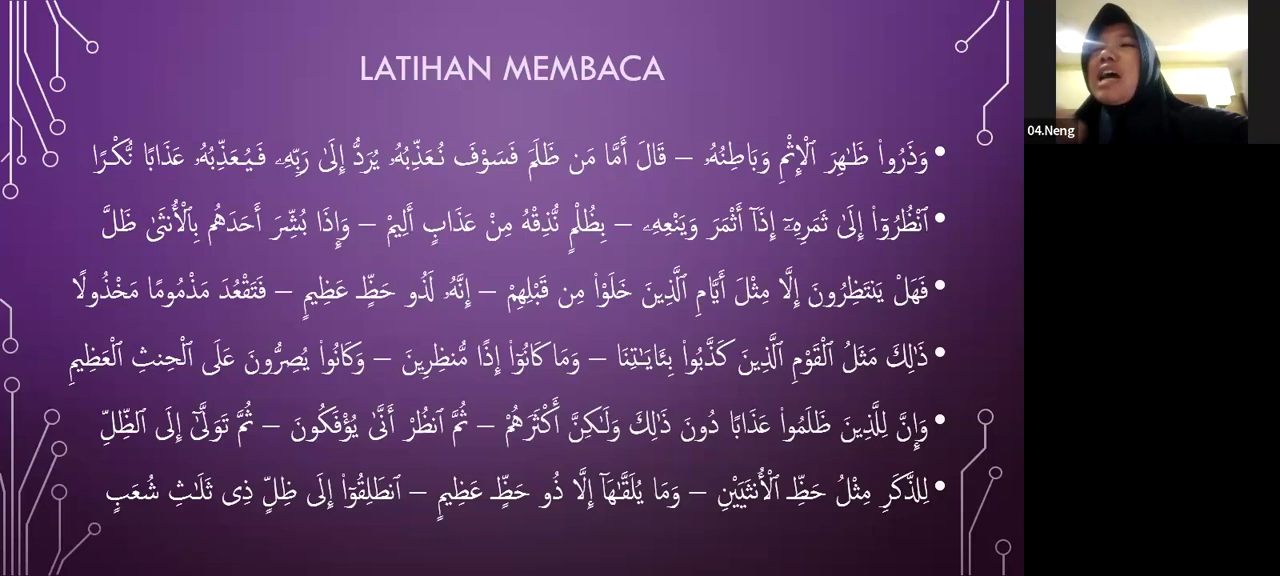 LATIHAN MEMBACA
• وَذَرُوا۟ ظَـٰهِرَ ٱلْإِثْمِ وَبَاطِنَهُۥ – قَالَ أَمَّا مَن ظَلَمَ فَسَوْفَ نُعَذِّبُهُۥ يُرَدُّ إِلَىٰ رَبِّهِۦ فَيُعَذِّبُهُۥ عَذَابًا نُّكْرًا
• ٱنْظُرُوٓا۟ إِلَىٰ ثَمَرِهِۦٓ إِذَآ أَثْمَرَ وَيَنْعِهِۦ – بِظُلْمٍ نُّذِقْهُ مِنْ عَذَابٍ أَلِيمْ – وَإِذَا بُشِّرَ أَحَدَهُم بِٱلْأُنثَىٰ ظَلَّ
• فَهَلْ يَنتَظِرُونَ إِلَّا مِثْلَ أَيَّامِ ٱلَّذِينَ خَلَوْا۟ مِن قَبْلِهِمْ – إِنَّهُۥ لَذُو حَظٍّ عَظِيمٍ – فَتَقْعُدَ مَذْمُومًا مَخْذُولًا
• ذَٰلِكَ مَثَلُ ٱلْقَوْمِ ٱلَّذِينَ كَذَّبُوا۟ بِـَٔايَـٰتِنَا – وَمَا كَانُوٓا۟ إِذًا مُّنظِرِينَ – وَكَانُوا۟ يُصِرُّونَ عَلَى ٱلْحِنثِ ٱلْعَظِيمِ
• وَإِنَّ لِلَّذِينَ ظَلَمُوا۟ عَذَابًا دُونَ ذَٰلِكَ وَلَـٰكِنَّ أَكْثَرَهُمْ – ثُمَّ ٱنظُرْ أَنَّىٰ يُؤْفَكُونَ – ثُمَّ تَوَلَّىٰٓ إِلَى ٱلظِّلِّ
• لِلذَّكَرِ مِثْلُ حَظِّ ٱلْأُنثَيَيْنِ – وَمَا يُلَقَّىٰهَآ إِلَّا ذُو حَظٍّ عَظِيمٍ – ٱنطَلِقُوٓا۟ إِلَى ظِلٍّ ذِى ثَلَـٰثِ شُعَبٍ
04.Neng